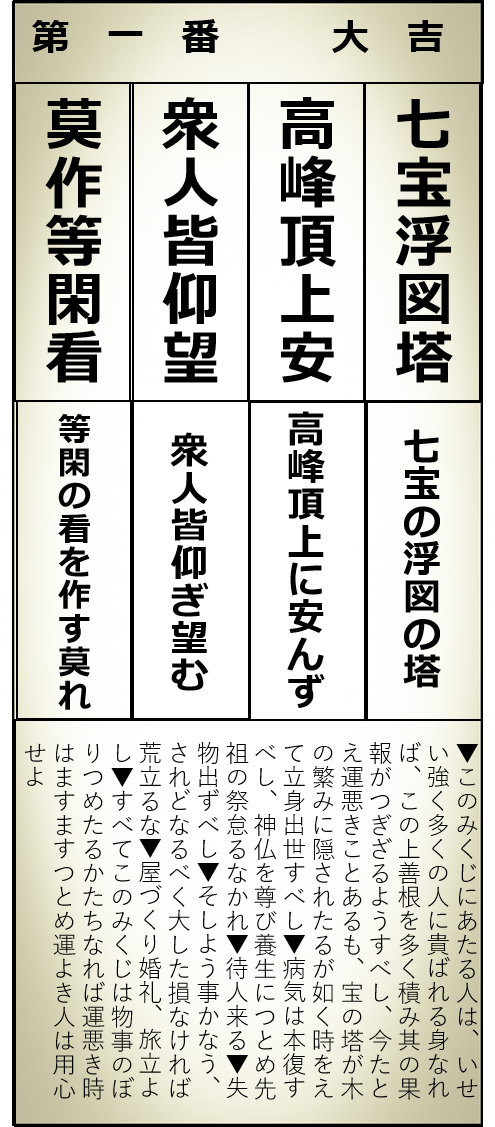 第一番 大吉
七宝浮図塔
高峰頂上安
衆人皆仰望
莫作等閑看
七宝の浮図の塔
高峰頂上に安んず
衆人皆仰ぎ望む
等閑の看を作す莫れ
▼このみくじにあたる人は、いせ
い強く多くの人に貴ばれる身なれ
ば、この上善根を多く積み其の果
報がつぎざるようすべし、今たと
え運悪きことあるも、宝の塔が木
の繁みに隠されたるが如く時をえ
て立身出世すべし▼病気は本復す
べし、神仏を尊び養生につとめ先
祖の祭怠るなかれ▼待人来る▼失
物出ずべし▼そしよう事かなう、
されどなるべく大した損なければ
荒立るな▼屋づくり婚礼、旅立よ
し▼すべてこのみくじは物事のぼ
りつめたるかたちなれば運悪き時
はますますつとめ運よき人は用心
せよ